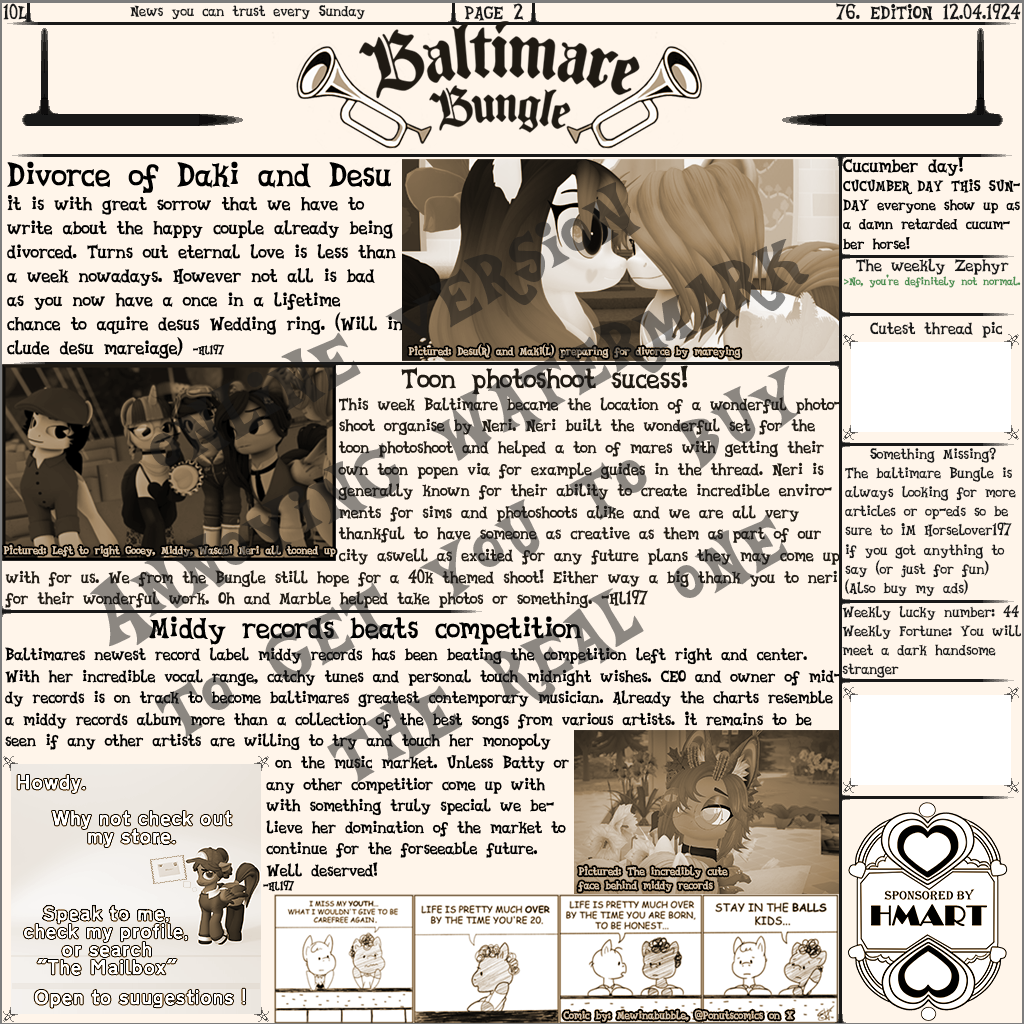 10L
News you can trust every Sunday
PAGE 2
76. EDITION 12.04.1924
Baltimare
Bungle
Divorce of Daki and Desu
it is with great sorrow that we have to
write about the happy couple already being
divorced. Turns out eternal love is less than
a week nowadays. However not all is bad
as you now have a once in a lifetime
chance to aquire desus Wedding ring. (Will in
clude desu mareiage) -HL197
Pictured: Desu(R) and Maki(L) preparing for divorce by mareying
Toon photoshoot sucess!
This week Baltimare became the location of a wonderful photo-
shoot organise by Neri. Neri built the wonderful set for the
toon photoshoot and helped a ton of mares with getting their
own toon popen via for example guides in the thread. Neri is
generally known for their ability to create incredible enviro-
ments for sims and photoshoots alike and we are all very
thankful to have someone as creative as them as part of our
city aswell as excited for any future plans they may come up
with for us. We from the Bungle still hope for a 40k themed shoot! Either way a big thank you to neri
for their wonderful work. Oh and Marble helped take photos or something. -HL197
Pictured: Left to right Gooey, Middy, Wasabi Neri all tooned up
Middy records beats competition
Baltimares newest record label middy records has been beating the competition left right and center.
With her incredible vocal range, catchy tunes and personal touch midnight wishes. CEO and owner of mid-
dy records is on track to become baltimares greatest contemporary musician. Already the charts resemble
a middy records album more than a collection of the best songs from various artists. it remains to be
seen if any other artists are willing to try and touch her monopoly
on the music market. Unless Batty or
any other competitior come up with
with something truly special we be-
lieve her domination of the market to
continue for the forseeable future.
Well deserved!
-HL197
Pictured: The incredibly cute
face behind middy records
Howdy.
Why not check out
my store.
Speak to me,
check my profile,
or search
"The Mailbox"
Open to suugestions !
I MISS MY YOUTH...
WHAT I WOULDN'T GIVE TO BE
CAREFREE AGAIN.
LIFE IS PRETTY MUCH OVER
BY THE TIME YOU'RE 20.
LIFE IS PRETTY MUCH OVER
BY THE TIME YOU ARE BORN,
TO BE HONEST...
STAY IN THE BALLS
KIDS...
Comic by: Mewinabubble, @Ponutscomics on X
Cucumber day!
CUCUMBER DAY THIS SUN-
DAY everyone show up as
a damn retarded cucum-
ber horse!
The weekly Zephyr
>No, you're definitely not normal.
Cutest thread pic
Something Missing?
The baltimare Bungle is
always looking for more
articles or op-eds so be
sure to iM Horselover197
if you got anything to
say (or just for fun)
(Also buy my ads)
Weekly lucky number: 44
Weekly Fortune: You will
meet a dark handsome
stranger
SPONSORED BY
HMART
ANNOYING WATERMARK
TO GET YOU TO BUY
THE REAL ONE